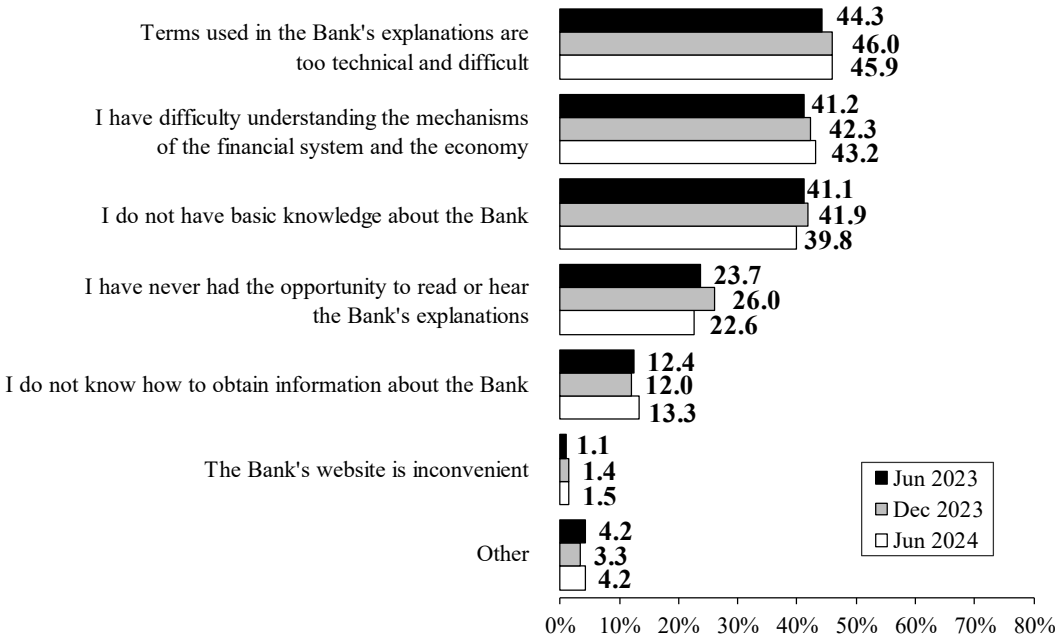 Terms used in the Bank's explanations are
too technical and difficult
44.3
46.0
45.9
I have difficulty understanding the mechanisms
of the financial system and the economy
41.2
42.3
43.2
I do not have basic knowledge about the Bank
41.1
41.9
39.8
I have never had the opportunity to read or hear
the Bank's explanations
23.7
26.0
22.6
I do not know how to obtain information about the Bank
12.4
12.0
13.3
The Bank's website is inconvenient
1.1
1.4
1.5
Other
4.2
3.3
4.2
Jun 2023
Dec 2023
Jun 2024
0% 10% 20% 30% 40% 50% 60% 70% 80%